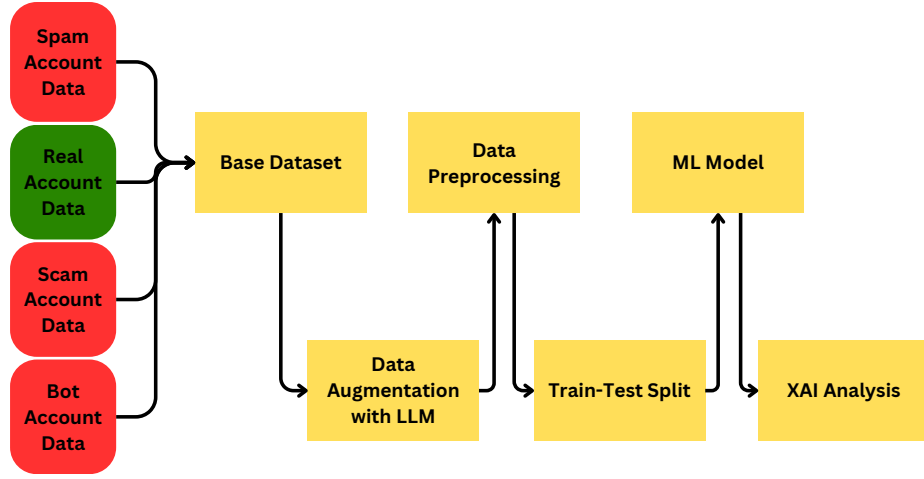 Spam
Account
Data
Real
Account
Data
Scam
Account
Data
Bot
Account
Data
Base Dataset
Data
Augmentation
with LLM
Data
Preprocessing
Train-Test Split
ML Model
XAI Analysis